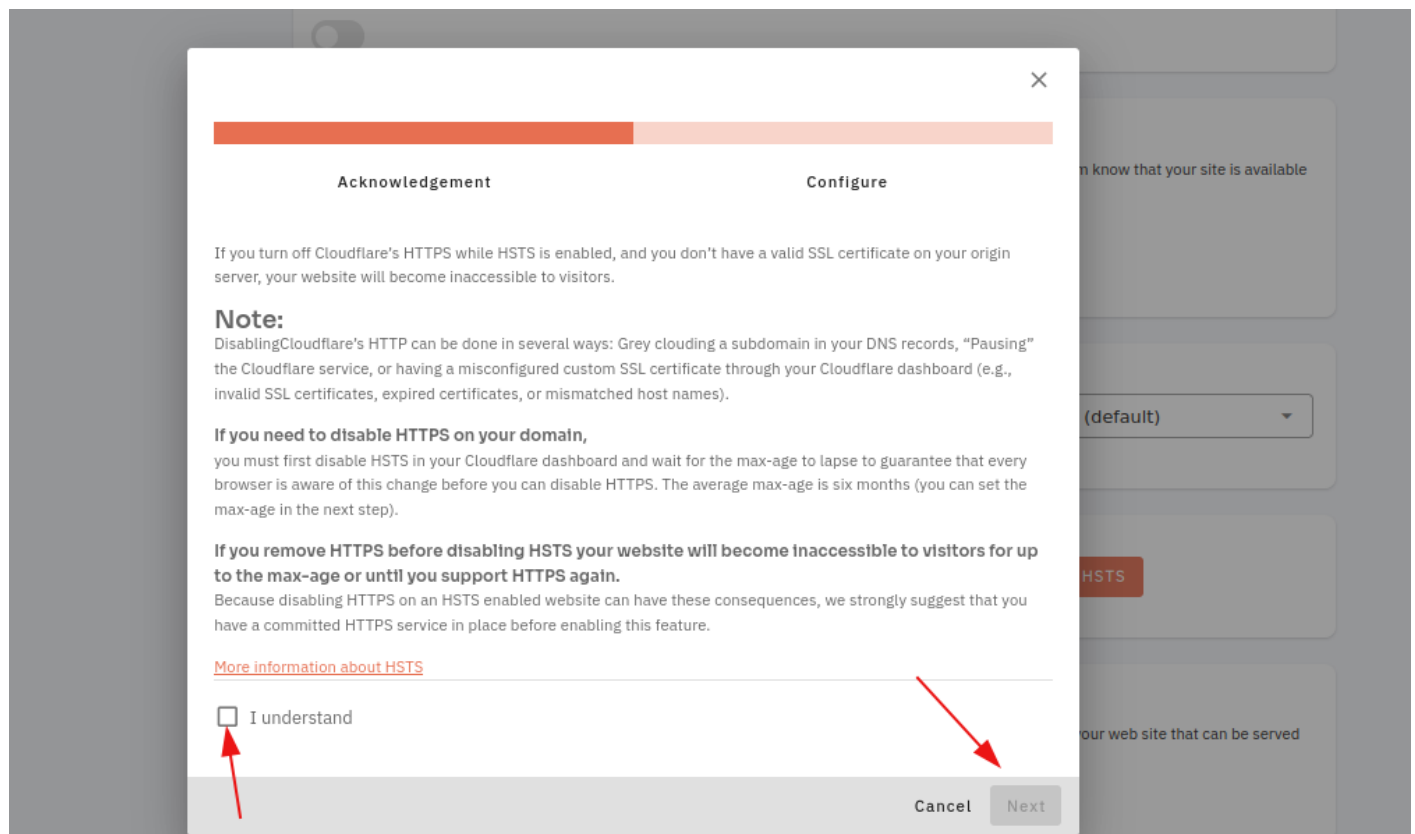 m know that your site is available
Acknowledgement
Configure
If you turn off Cloudflare's HTTPS while HSTS is enabled, and you don't have a valid SSL certificate on your origin
server, your website will become inaccessible to visitors.
Note:
DisablingCloudflare's HTTP can be done in several ways: Grey clouding a subdomain in your DNS records, “Pausing”
the Cloudflare service, or having a misconfigured custom SSL certificate through your Cloudflare dashboard (e.g.,
invalid SSL certificates, expired certificates, or mismatched host names).
(default)
If you need to disable HTTPS on your domain,
you must first disable HSTS in your Cloudflare dashboard and wait for the max-age to lapse to guarantee that every
browser is aware of this change before you can disable HTTPS. The average max-age is six months (you can set the
max-age in the next step).
If you remove HTTPS before disabling HSTS your website will become inaccessible to visitors for up
to the max-age or until you support HTTPS again.
HSTS
Because disabling HTTPS on an HSTS enabled website can have these consequences, we strongly suggest that you
have a committed HTTPS service in place before enabling this feature.
More information about HSTS
I understand
our web site that can be served
Cancel
Next